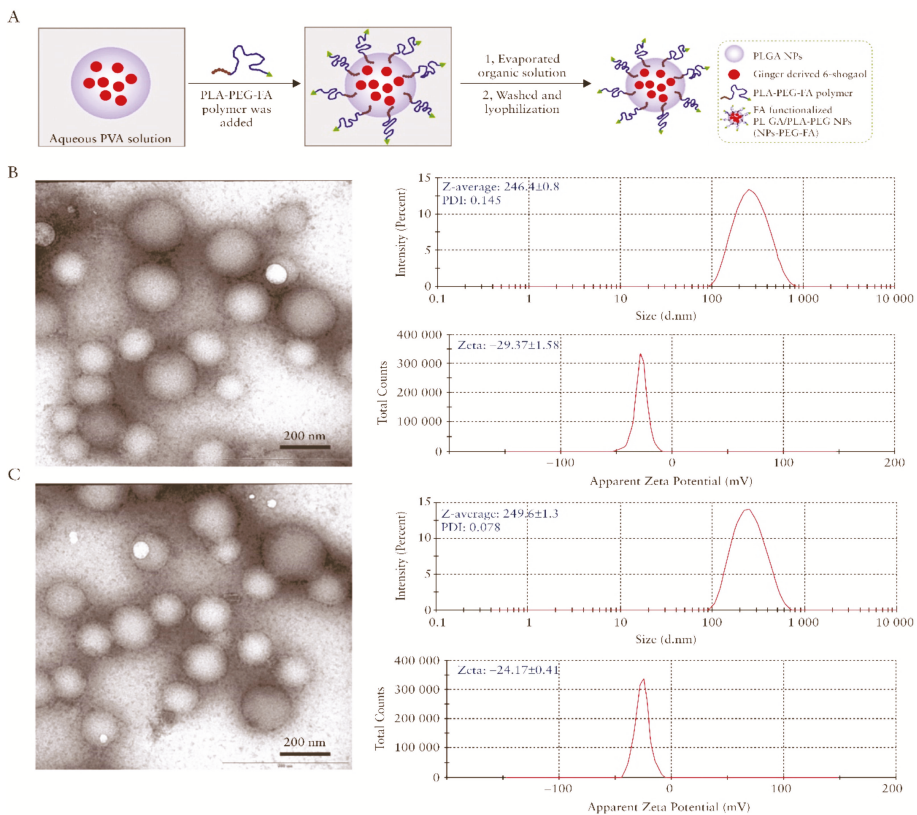 A
Aqueous PVA solution
PLA-PEG-FA
polymer was
added
1, Evaporated
organic solution
2, Washed and
lyophilization
PLGA NPs
Ginger derived 6-shogaol
PLA-PEG-FA polymer
FA functionalized
PL GA/PLA-PEG NPs
(NPs-PEG-FA)
B
200 nm
Z-average: 246.4±0.8
PDI: 0.145
Intensity (Percent)
15
10
5
0
0.1 1 10 100 1 000 10 000
Size (d.nm)
Zeta: −29.37±1.58
Total Counts
400 000
300 000
200 000
100 000
0
−100 0 100 200
Apparent Zeta Potential (mV)
C
200 nm
Z-average: 249.6±1.3
PDI: 0.078
Intensity (Percent)
15
10
5
0
0.1 1 10 100 1 000 10 000
Size (d.nm)
Zeta: −24.17±0.41
Total Counts
400 000
300 000
200 000
100 000
0
−100 0 100 200
Apparent Zeta Potential (mV)